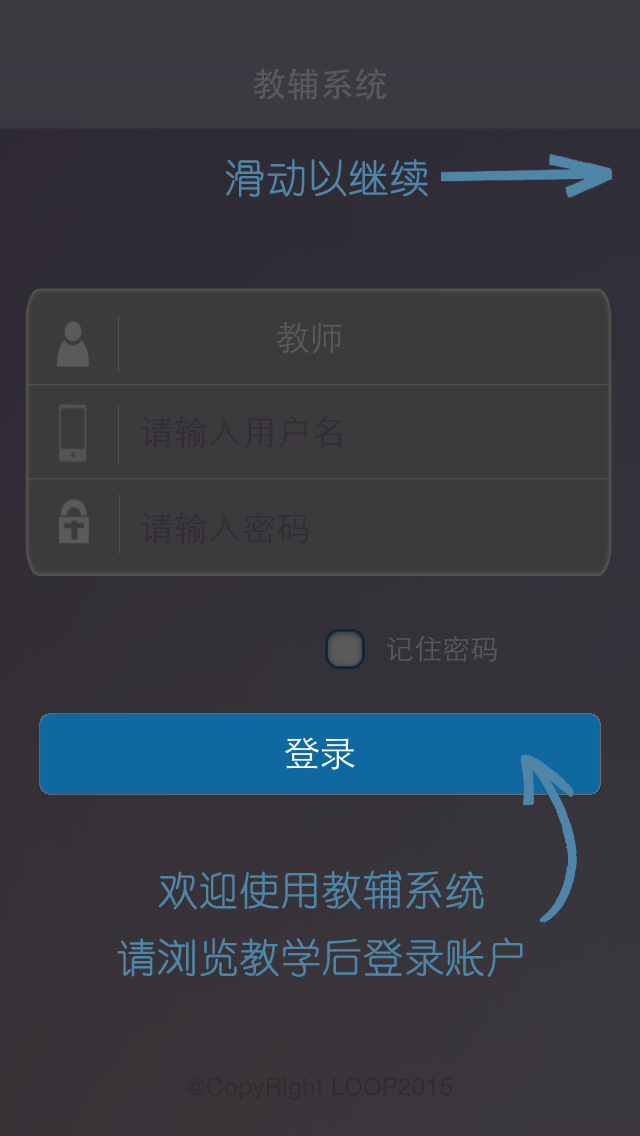 教辅系统
滑动以继续
教师
请输入用户名
请输入密码
记住密码
登录
欢迎使用教辅系统
请浏览教学后登录账户
@CopyRight LOOP2015